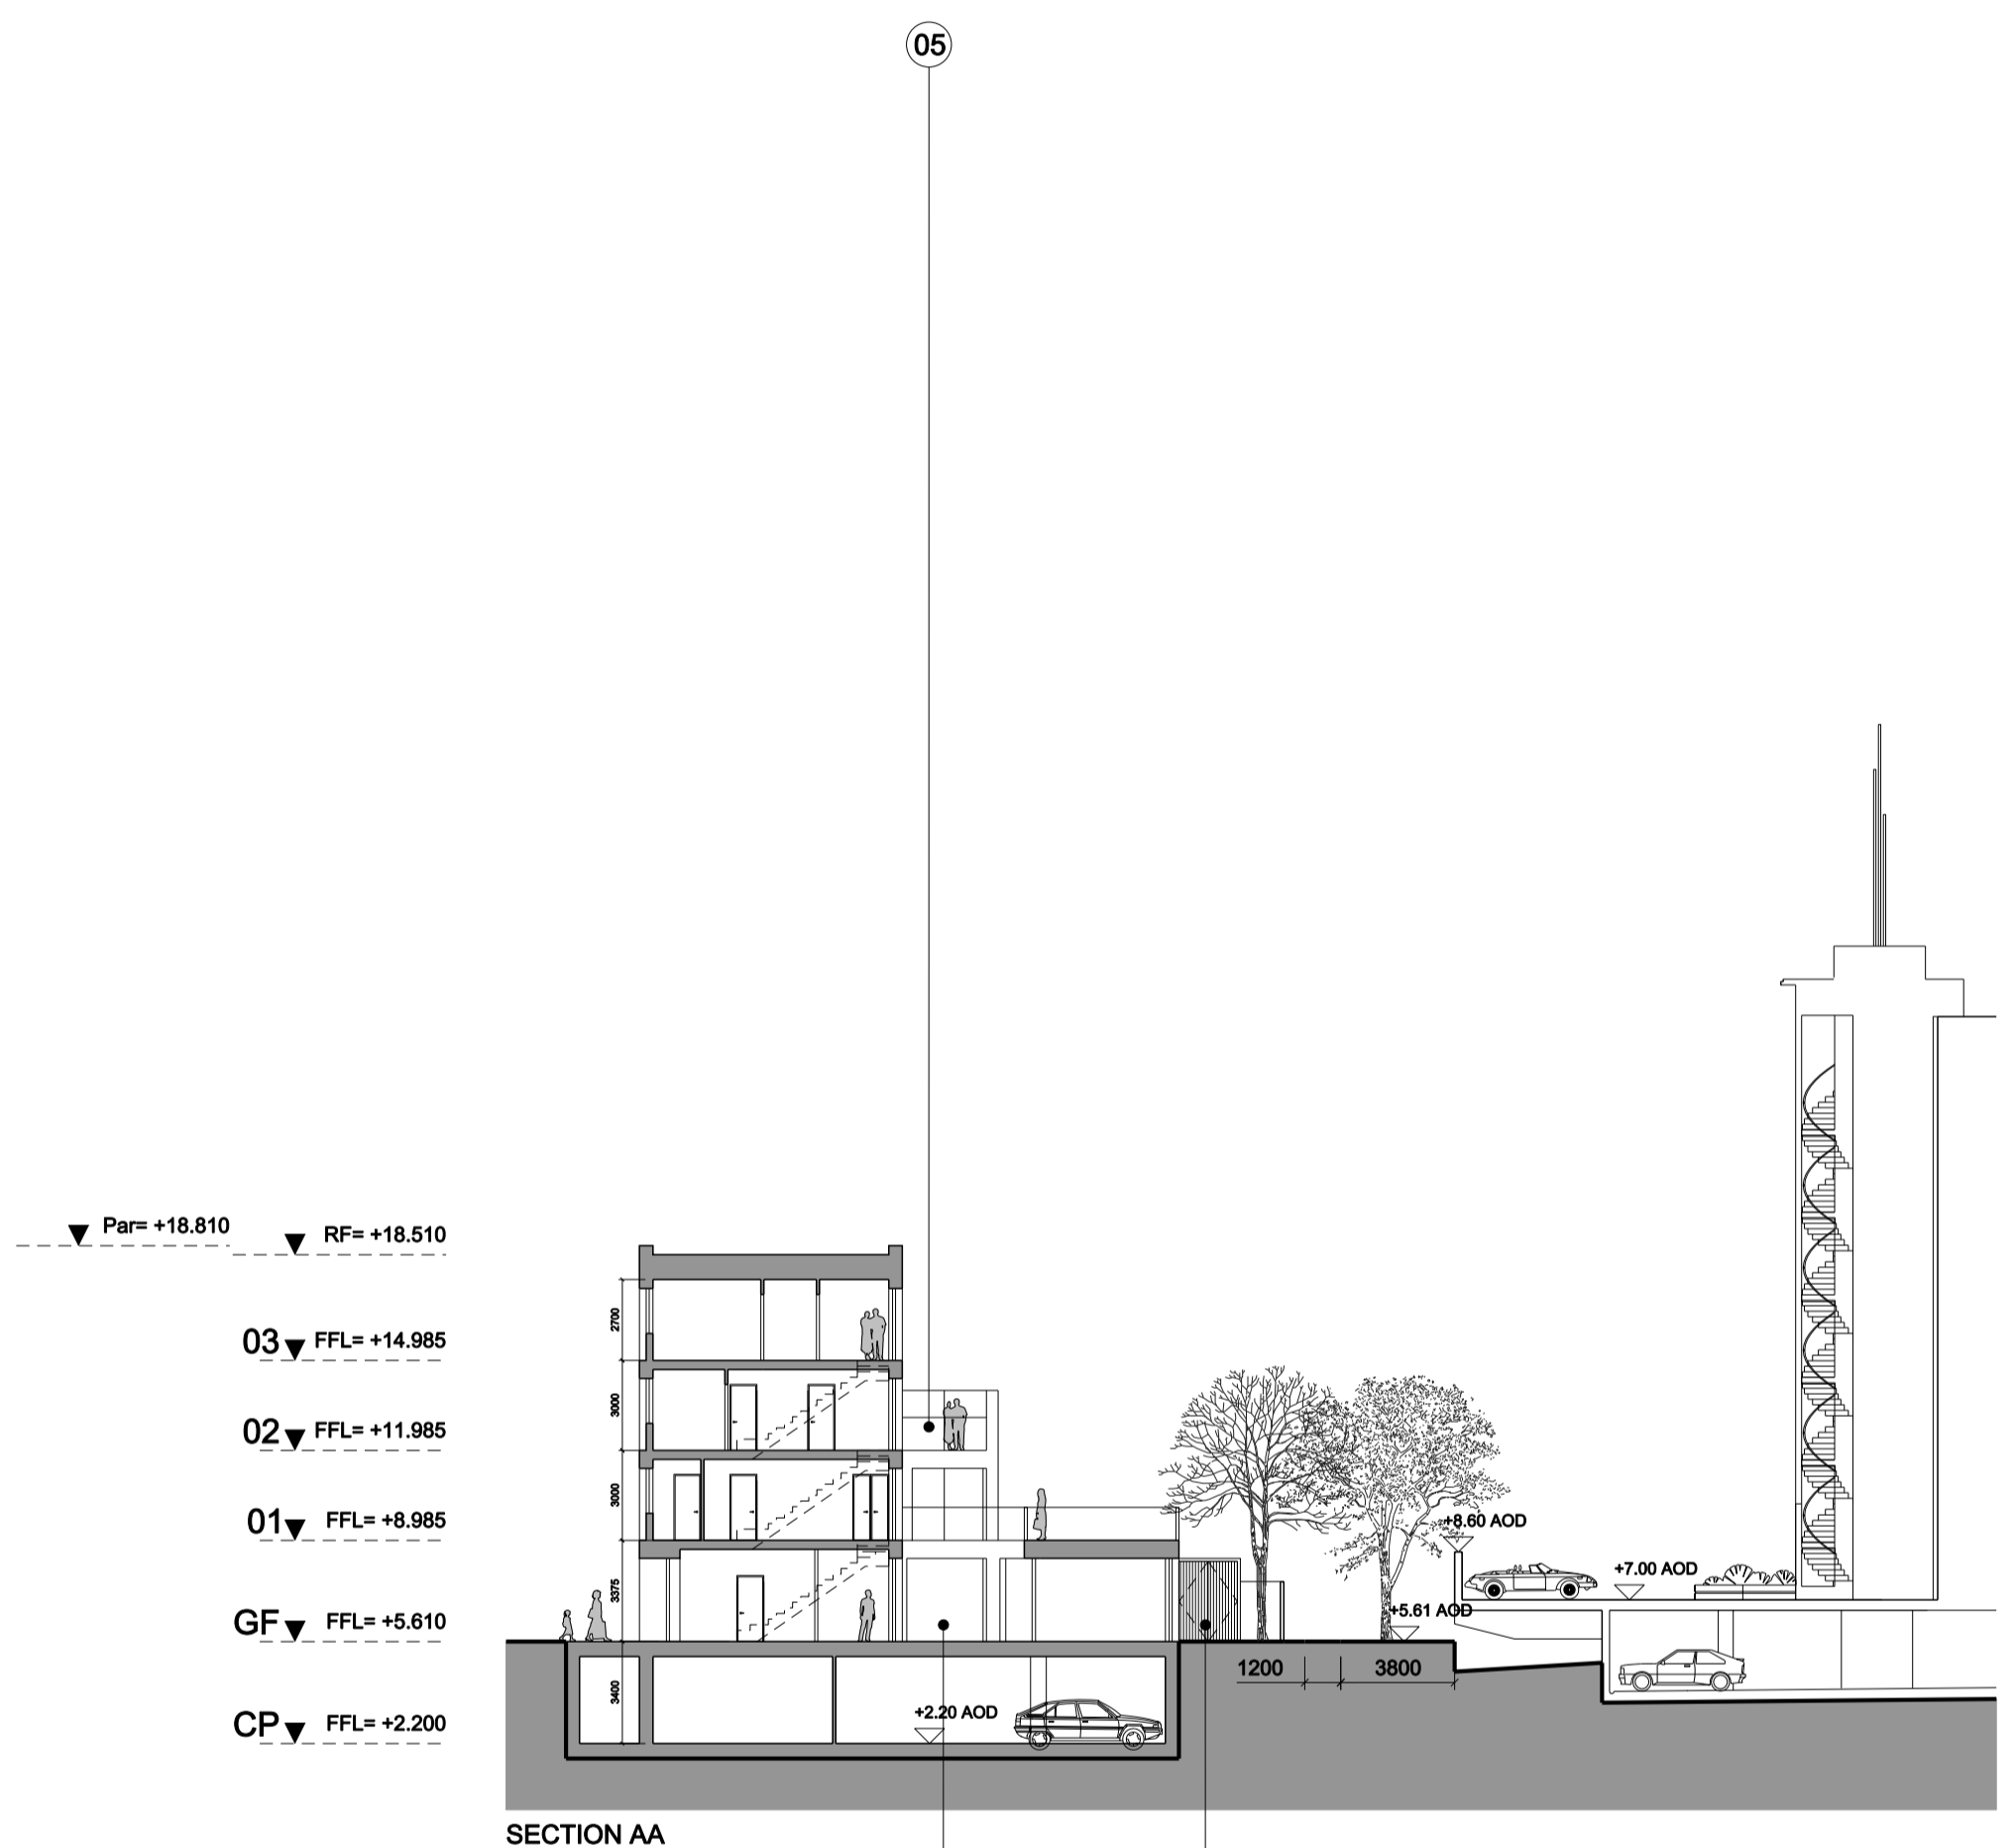 05
Par= +18.810
RF= +18.510
2700
03 FFL= +14.985
3000
02 FFL= +11.985
3000
01 FFL= +8.985
+8.60 AOD
+7.00 AOD
3375
GF FFL= +5.610
+5.61 AOD
1200 3800
3400
CP FFL= +2.200
+2.20 AOD
SECTION AA